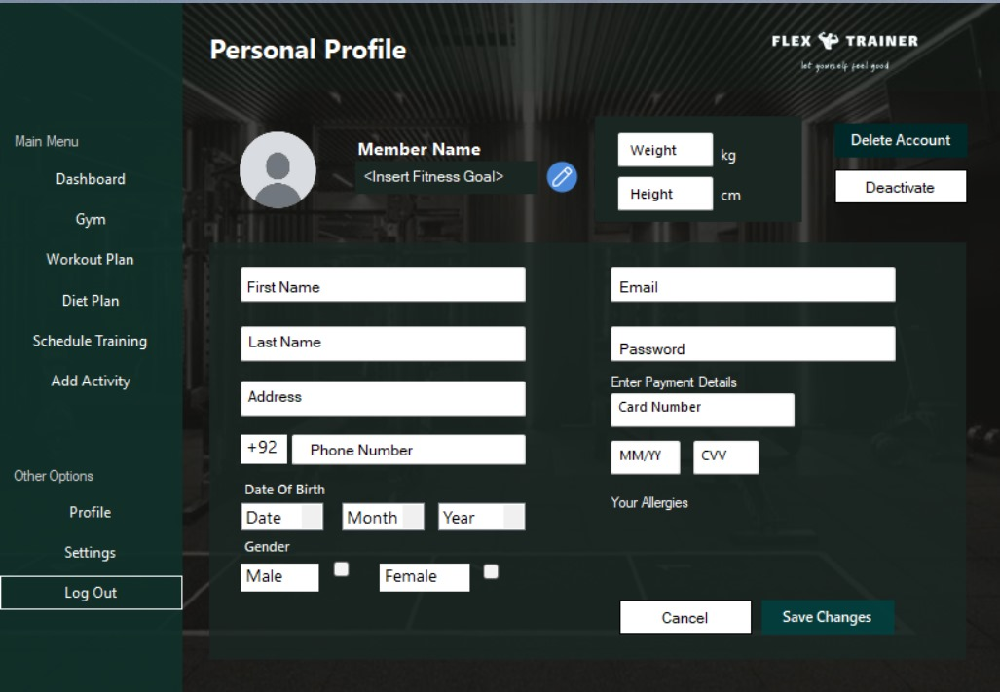 Personal Profile
FLEX TRAINER
let yourself feel good
Main Menu
Dashboard
Gym
Workout Plan
Diet Plan
Schedule Training
Add Activity
Other Options
Profile
Settings
Log Out
Member Name
<Insert Fitness Goal>
Weight kg
Height cm
Delete Account
Deactivate
First Name
Last Name
Address
+92 Phone Number
Date Of Birth
Date Month Year
Gender
Male Female
Email
Password
Enter Payment Details
Card Number
MM/YY CVV
Your Allergies
Cancel Save Changes